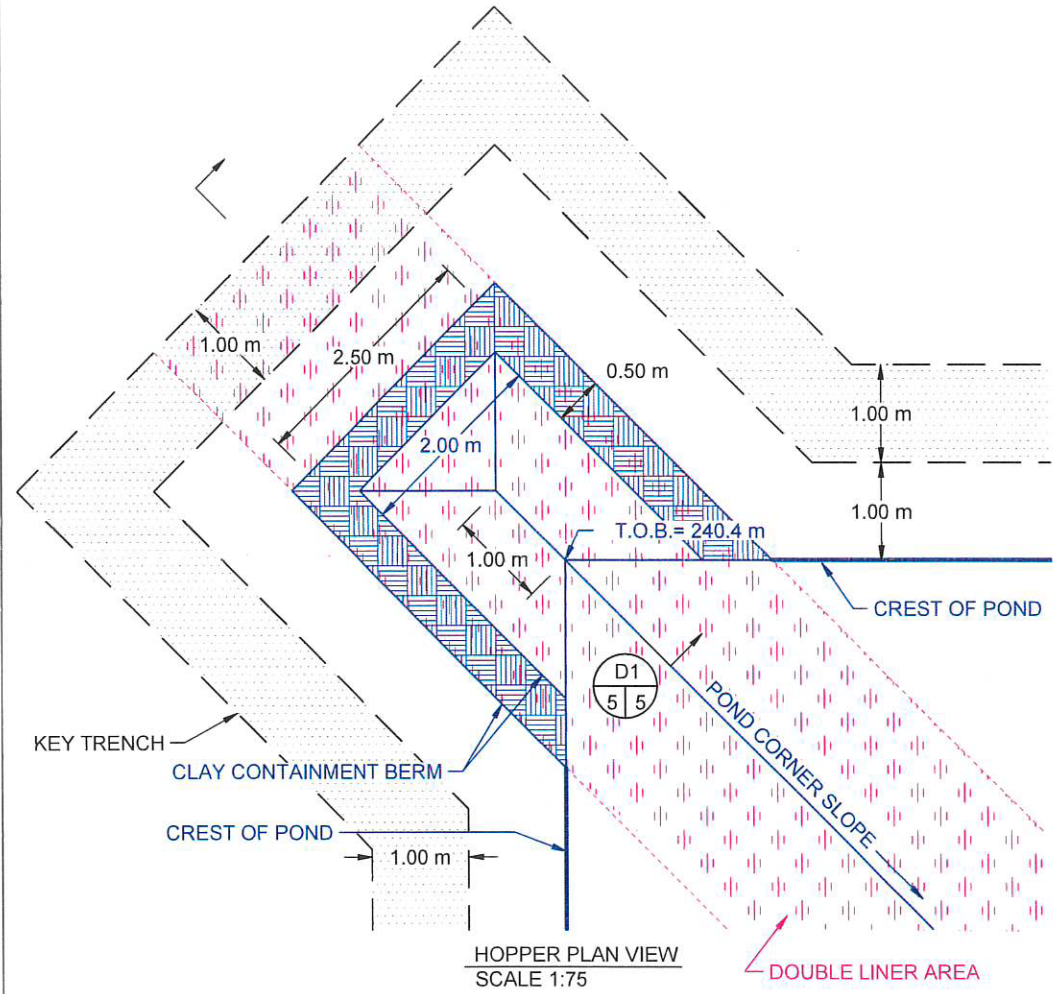 1.00 m
2.50 m
0.50 m
2.00 m
1.00 m
1.00 m
T.O.B.= 240.4 m
1.00 m
CREST OF POND
D1
5 5
POND CORNER SLOPE
KEY TRENCH
CLAY CONTAINMENT BERM
CREST OF POND
1.00 m
HOPPER PLAN VIEW
SCALE 1:75
DOUBLE LINER AREA